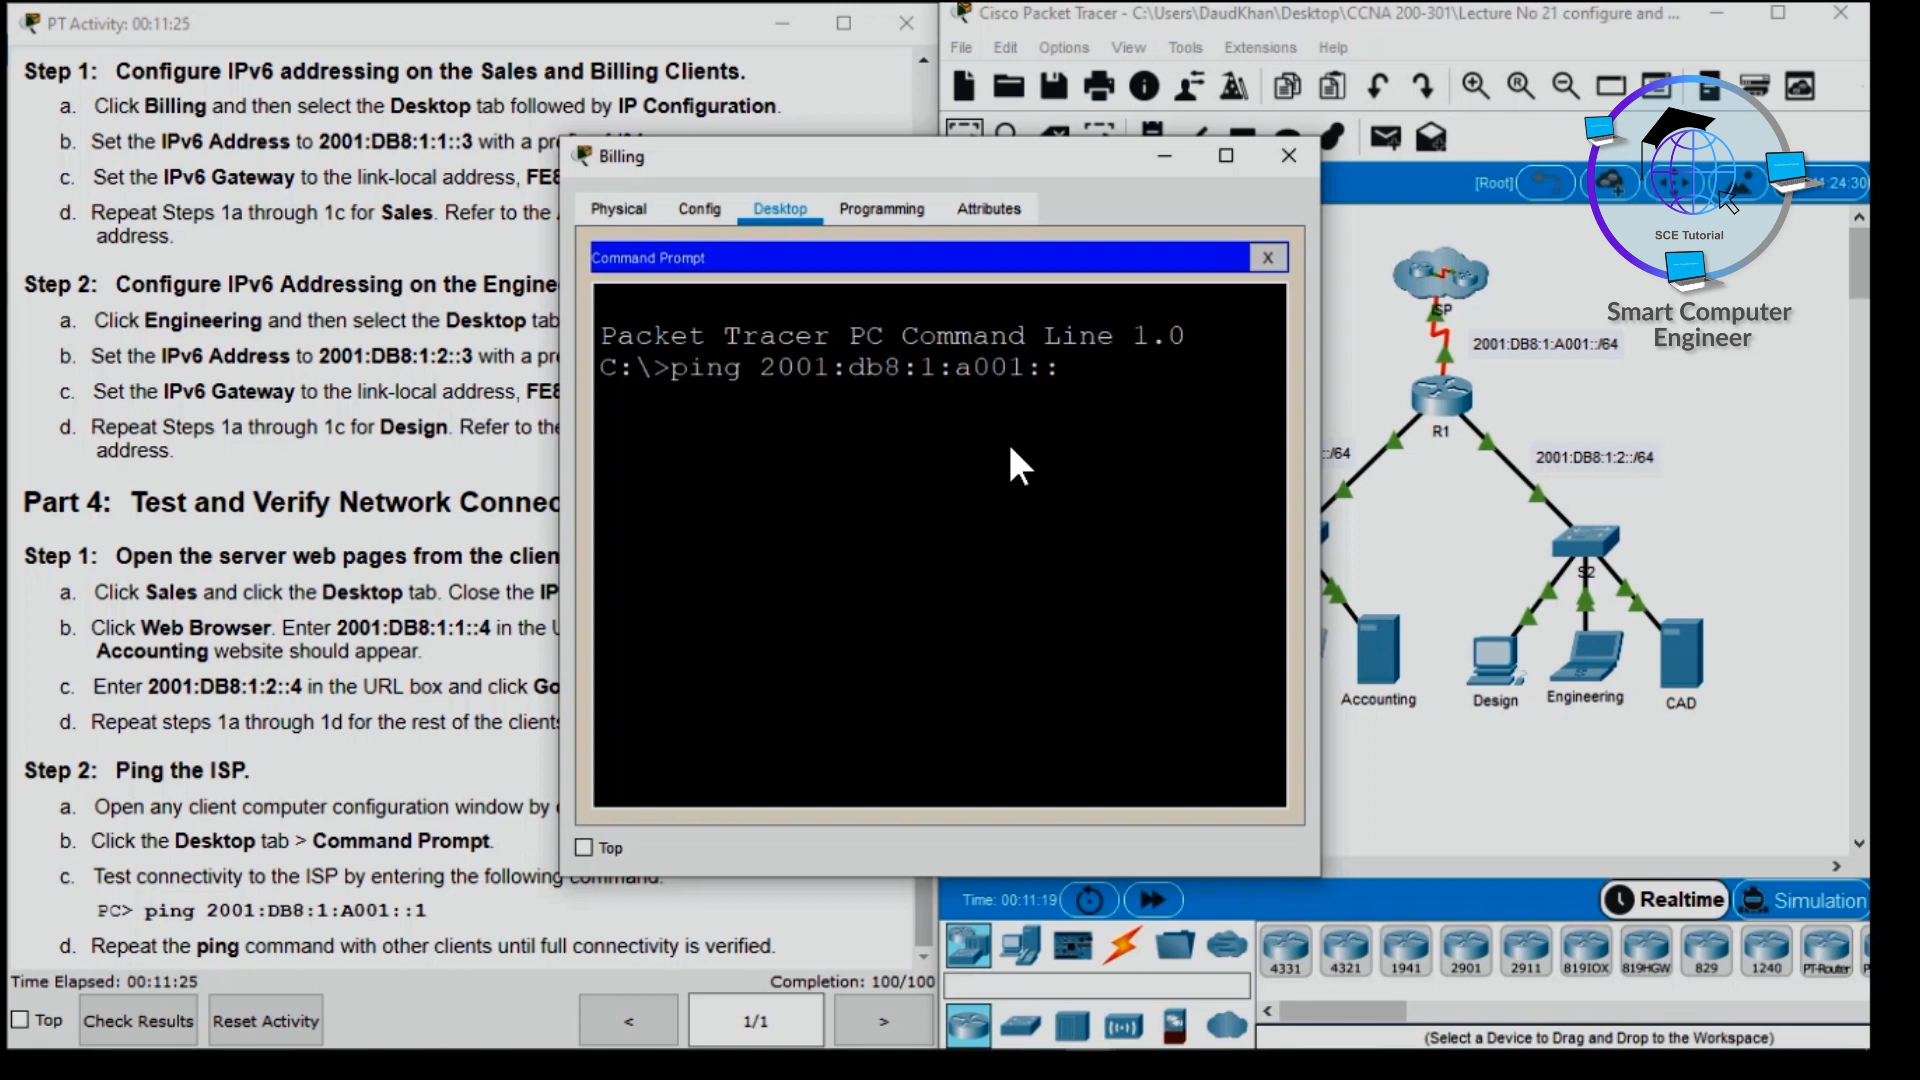 PT Activity: 00:11:25
Step 1: Configure IPv6 addressing on the Sales and Billing Clients.
a. Click Billing and then select the Desktop tab followed by IP Configuration.
b. Set the IPv6 Address to 2001:DB8:1:1::3 with a
c. Set the IPv6 Gateway to the link-local address, FE8
d. Repeat Steps 1a through 1c for Sales. Refer to the
address.
Step 2: Configure IPv6 Addressing on the Engine
a. Click Engineering and then select the Desktop tab
b. Set the IPv6 Address to 2001:DB8:1:2::3 with a
c. Set the IPv6 Gateway to the link-local address, FE8
d. Repeat Steps 1a through 1c for Design. Refer to the
address.
Part 4: Test and Verify Network Connec
Step 1: Open the server web pages from the clien
a. Click Sales and click the Desktop tab. Close the IP
b. Click Web Browser. Enter 2001:DB8:1:1::4 in the
Accounting website should appear.
c. Enter 2001:DB8:1:2::4 in the URL box and click Go
d. Repeat steps 1a through 1d for the rest of the clients
Step 2: Ping the ISP.
a. Open any client computer configuration window by
b. Click the Desktop tab > Command Prompt.
c. Test connectivity to the ISP by entering the following command.
PC> ping 2001:DB8:1:A001::1
d. Repeat the ping command with other clients until full connectivity is verified.
Time Elapsed: 00:11:25
Completion: 100/100
Top
Check Results
Reset Activity
<
1/1
>
Cisco Packet Tracer - C:\Users\DaudKhan\Desktop\CCNA 200-301\Lecture No 21 configure and ...
File Edit Options View Tools Extensions Help
Billing
Physical Config Desktop Programming Attributes
Command Prompt
X
Packet Tracer PC Command Line 1.0
C:\>ping 2001:db8:1:a001::
Top
[Root]
:24:30
SCE Tutorial
Smart Computer
Engineer
ISP
2001:DB8:1:A001::/64
R1
::/64
2001:DB8:1:2::/64
S2
Accounting
Design
Engineering
CAD
Time: 00:11:19
Realtime
Simulation
4331 4321 1941 2901 2911 819IOX 819HGW 829 1240 PT-Router
(Select a Device to Drag and Drop to the Workspace)